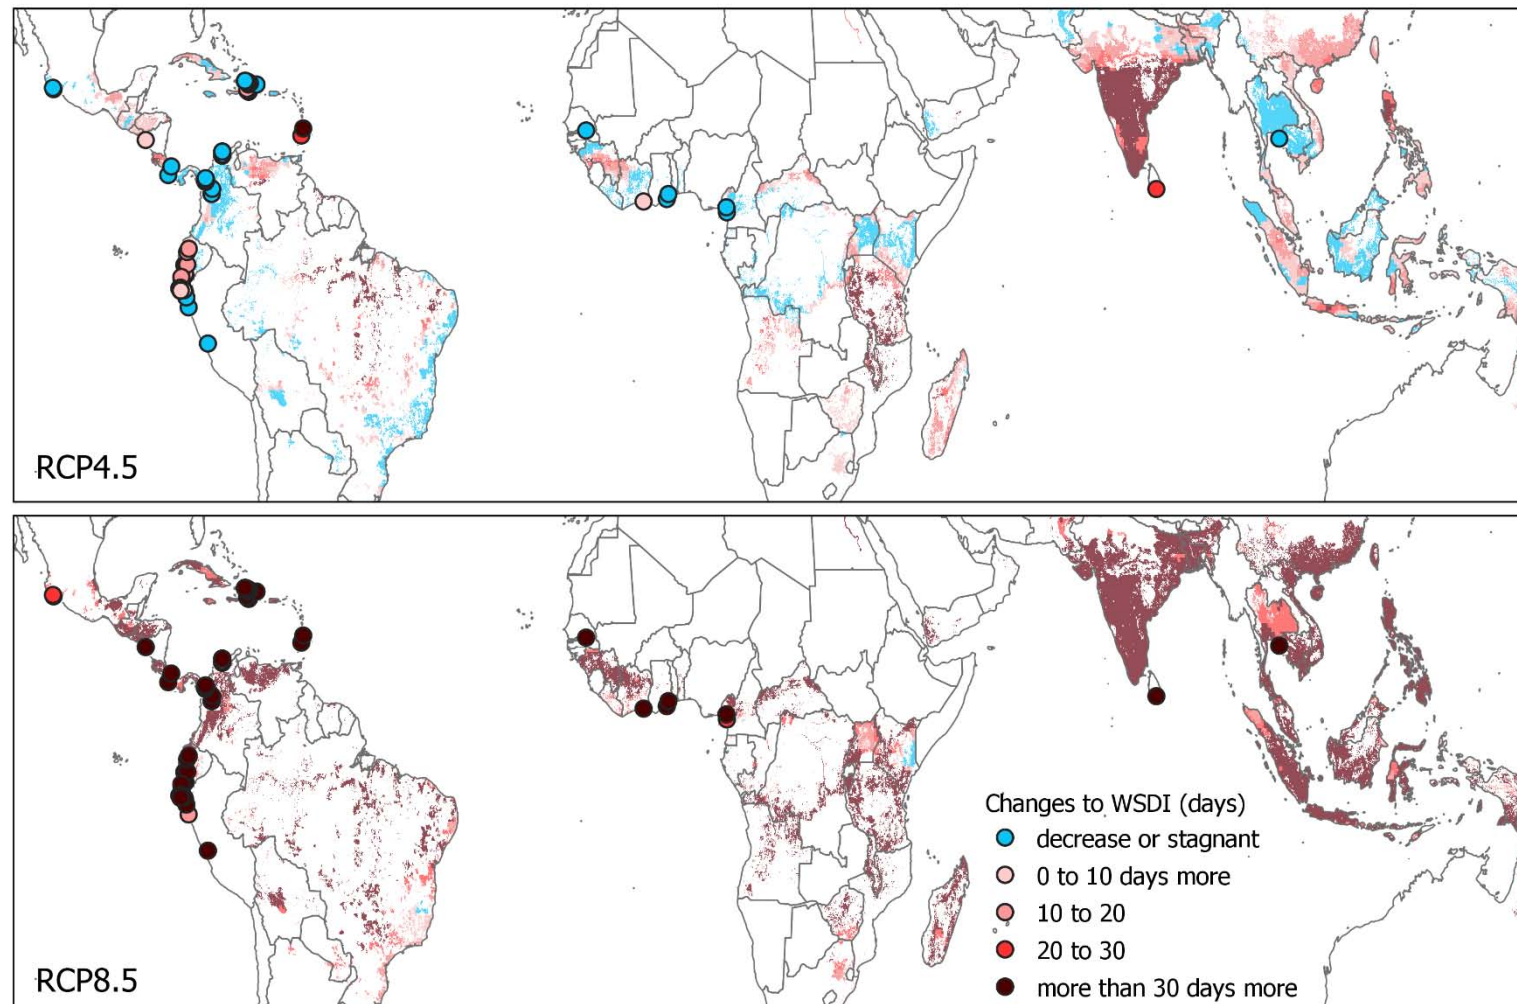 RCP4.5
RCP8.5
Changes to WSDI (days)
decrease or stagnant
0 to 10 days more
10 to 20
20 to 30
more than 30 days more